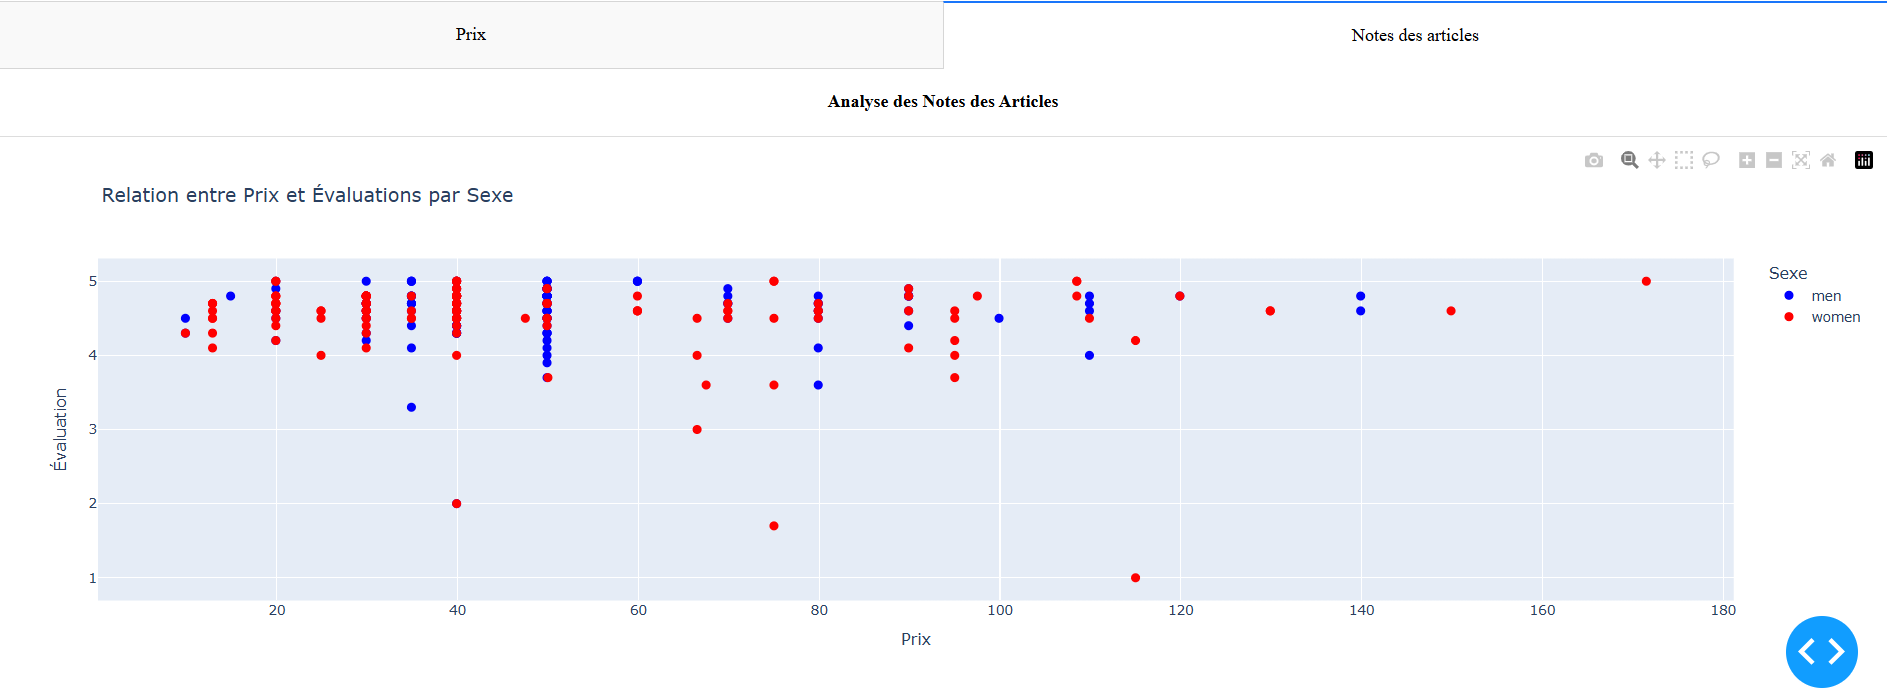 Prix
Notes des articles
Analyse des Notes des Articles
Relation entre Prix et Évaluations par Sexe
Sexe
men
women
5
4
3
2
1
Évaluation
20 40 60 80 100 120 140 160 180
Prix